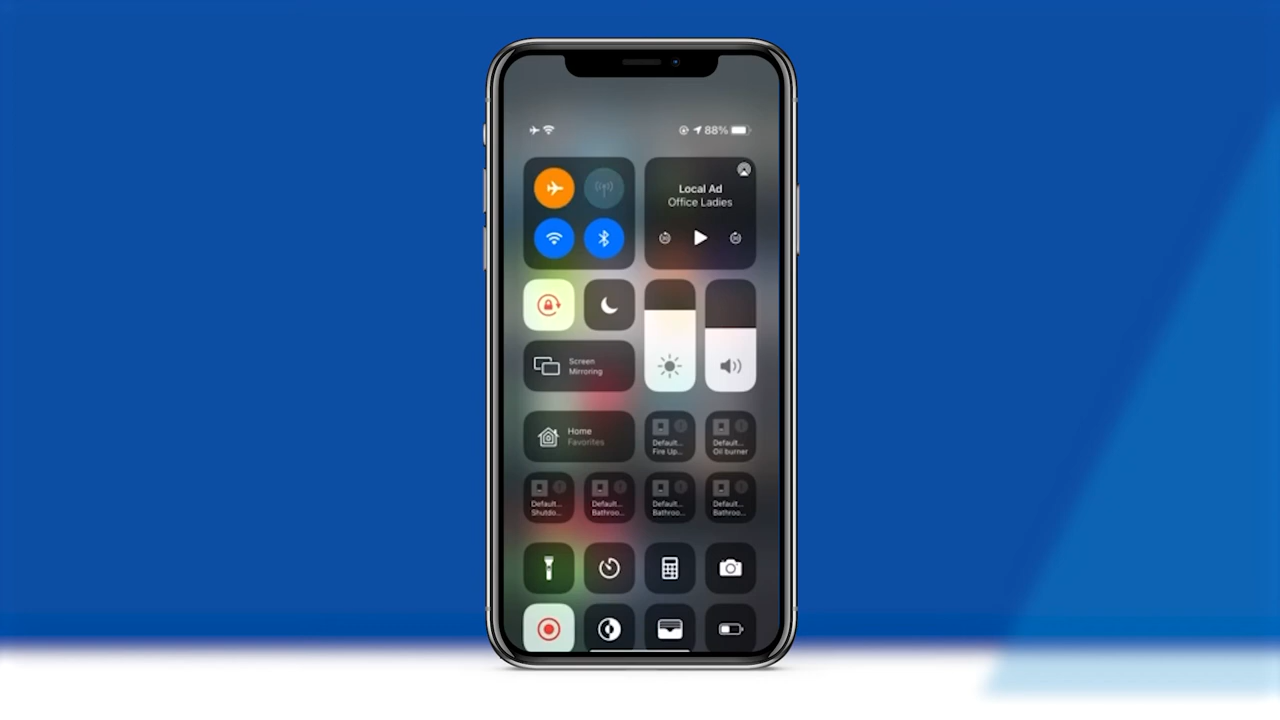 88%
Local Ad
Office Ladies
Screen
Mirroring
Home
Favorites
Default...
Fire Up...
Default...
Oil burner
Default...
Shutdo...
Default...
Bathroo...
Default...
Bathroo...
Default...
Bathroo...